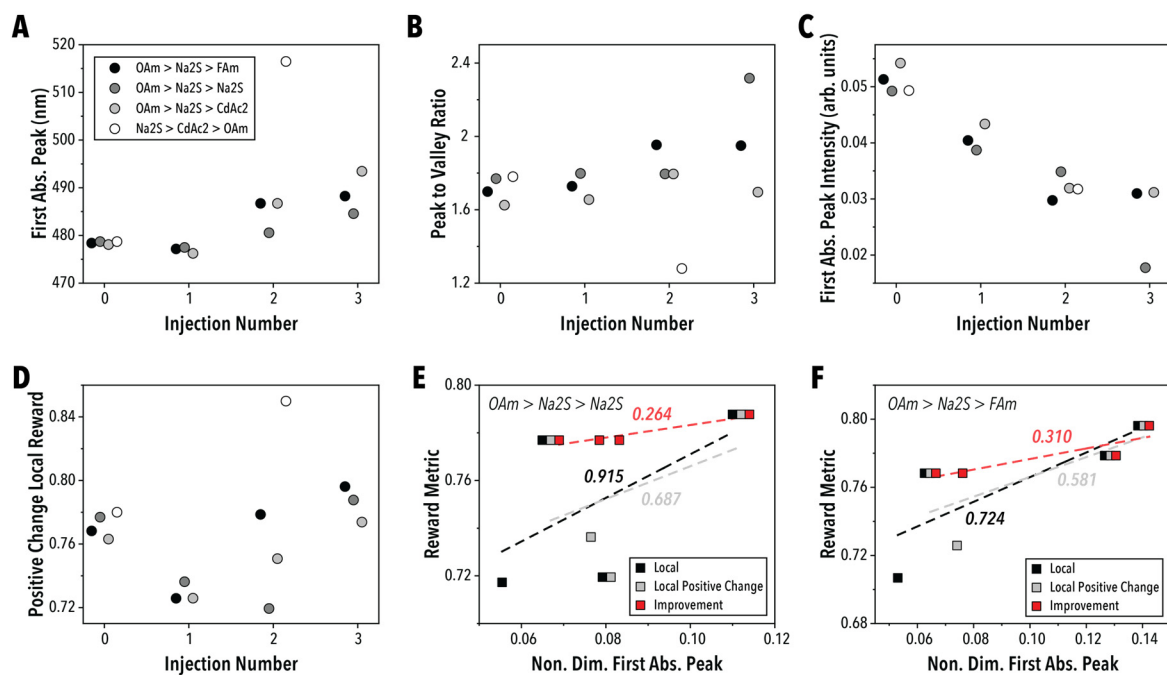 A
First Abs. Peak (nm)
520
510
500
490
480
470
OAm > Na2S > FAm
OAm > Na2S > Na2S
OAm > Na2S > CdAc2
Na2S > CdAc2 > OAm
0 1 2 3
Injection Number
B
Peak to Valley Ratio
2.4
2
1.6
1.2
0 1 2 3
Injection Number
C
First Abs. Peak Intensity (arb. units)
0.05
0.04
0.03
0.02
0 1 2 3
Injection Number
D
Positive Change Local Reward
0.84
0.80
0.76
0.72
0 1 2 3
Injection Number
E
Reward Metric
0.80
0.76
0.72
OAm > Na2S > Na2S
0.264
0.915
0.687
Local
Local Positive Change
Improvement
0.06 0.08 0.10 0.12
Non. Dim. First Abs. Peak
F
Reward Metric
0.80
0.76
0.72
0.68
OAm > Na2S > FAm
0.310
0.581
0.724
Local
Local Positive Change
Improvement
0.06 0.08 0.10 0.12 0.14
Non. Dim. First Abs. Peak